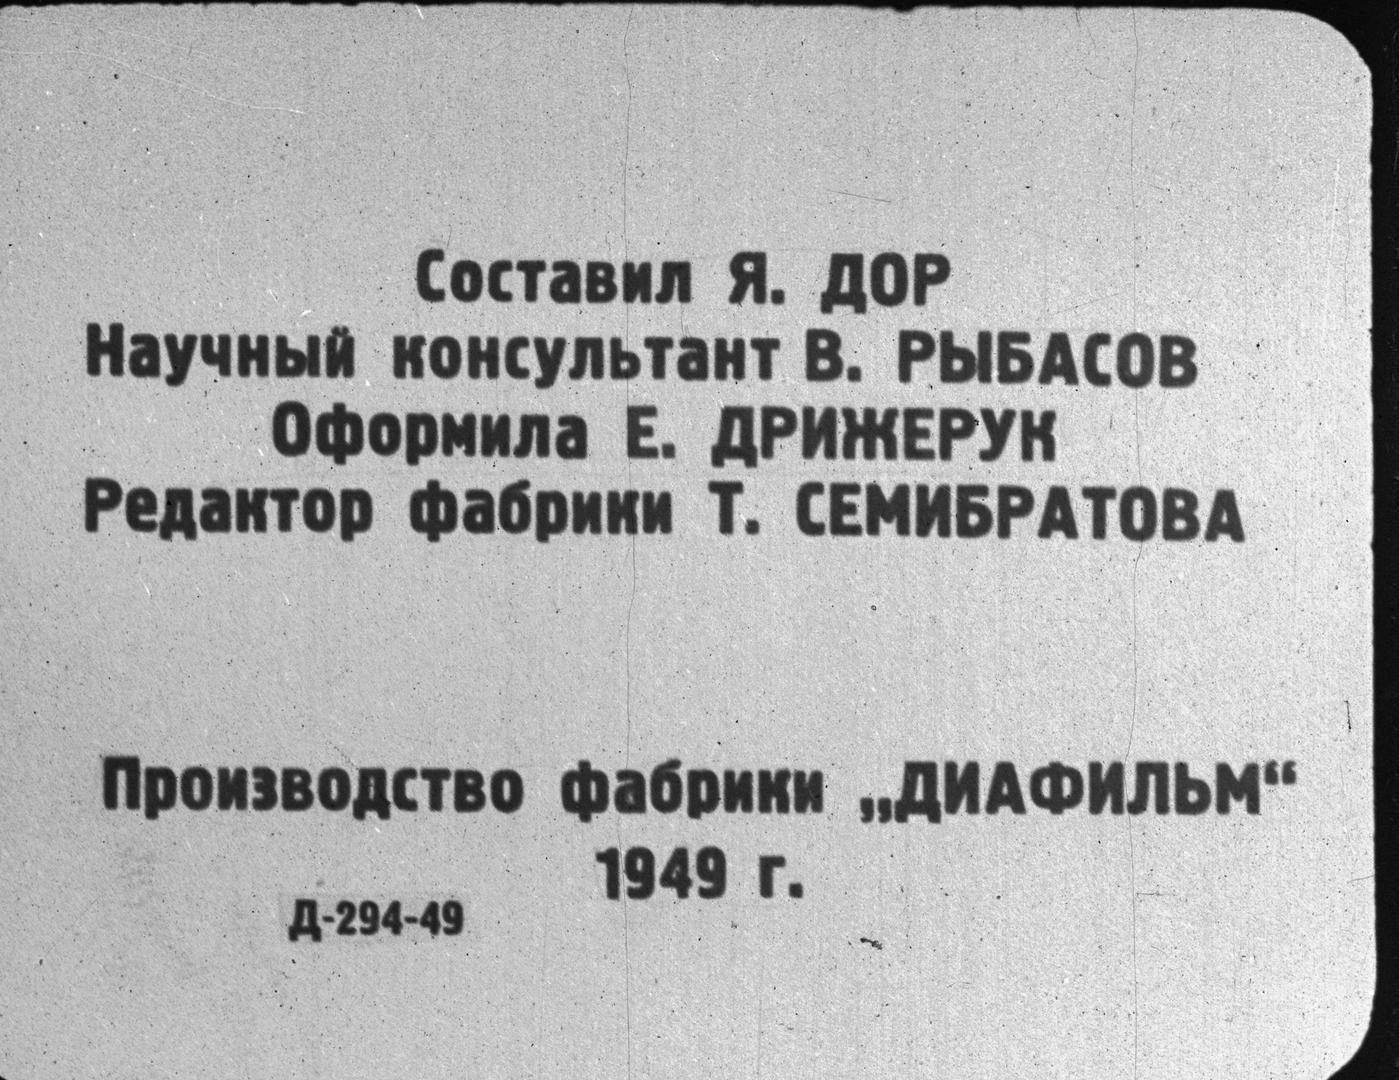 Составил Я. ДОР
Научный консультант В. РЫБАСОВ
Оформила Е. ДРИЖЕРУК
Редактор фабрики Т. СЕМИБРАТОВА
Производство фабрики „ДИАФИЛЬМ“
1949 г.
Д-294-49